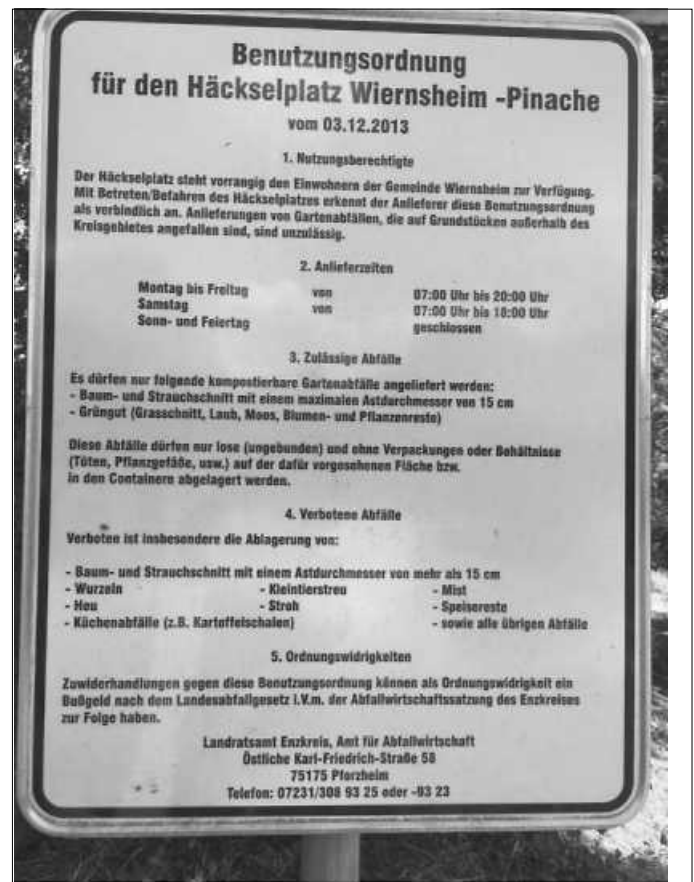 Benutzungsordnung
für den Häckselplatz Wiernsheim -Pinache
vom 03.12.2013
1. Nutzungsberechtigte
Der Häckselplatz steht vorrangig den Einwohnern der Gemeinde Wiernsheim zur Verfügung.
Mit Betreten/Befahren des Häckselplatzes erkennt der Anlieferer diese Benutzungsordnung
als verbindlich an. Anlieferungen von Gartenabfällen, die auf Grundstücken außerhalb des
Kreisgebietes angefallen sind, sind unzulässig.
2. Anlieferzeiten
Montag bis Freitag von 07:00 Uhr bis 20:00 Uhr
Samstag von 07:00 Uhr bis 18:00 Uhr
Sonn- und Feiertag geschlossen
3. Zulässige Abfälle
Es dürfen nur folgende kompostierbare Gartenabfälle angeliefert werden:
- Baum- und Strauchschnitt mit einem maximalen Astdurchmesser von 15 cm
- Grüngut (Grasschnitt, Laub, Moos, Blumen- und Pflanzenreste)
Diese Abfälle dürfen nur lose (ungebunden) und ohne Verpackungen oder Behältnisse
(Tüten, Pflanzgefäße, usw.) auf der dafür vorgesehenen Fläche bzw.
in den Containern abgelagert werden.
4. Verbotene Abfälle
Verboten ist insbesondere die Ablagerung von:
- Baum- und Strauchschnitt mit einem Astdurchmesser von mehr als 15 cm
- Wurzeln - Kleintierstreu - Mist
- Heu - Stroh - Speisereste
- Küchenabfälle (z.B. Kartoffelschalen) - sowie alle übrigen Abfälle
5. Ordnungswidrigkeiten
Zuwiderhandlungen gegen diese Benutzungsordnung können als Ordnungswidrigkeit ein
Bußgeld nach dem Landesabfallgesetz i.V.m. der Abfallwirtschaftssatzung des Enzkreises
zur Folge haben.
Landratsamt Enzkreis, Amt für Abfallwirtschaft
Östliche Karl-Friedrich-Straße 58
75175 Pforzheim
Telefon: 07231/308 93 25 oder -93 23